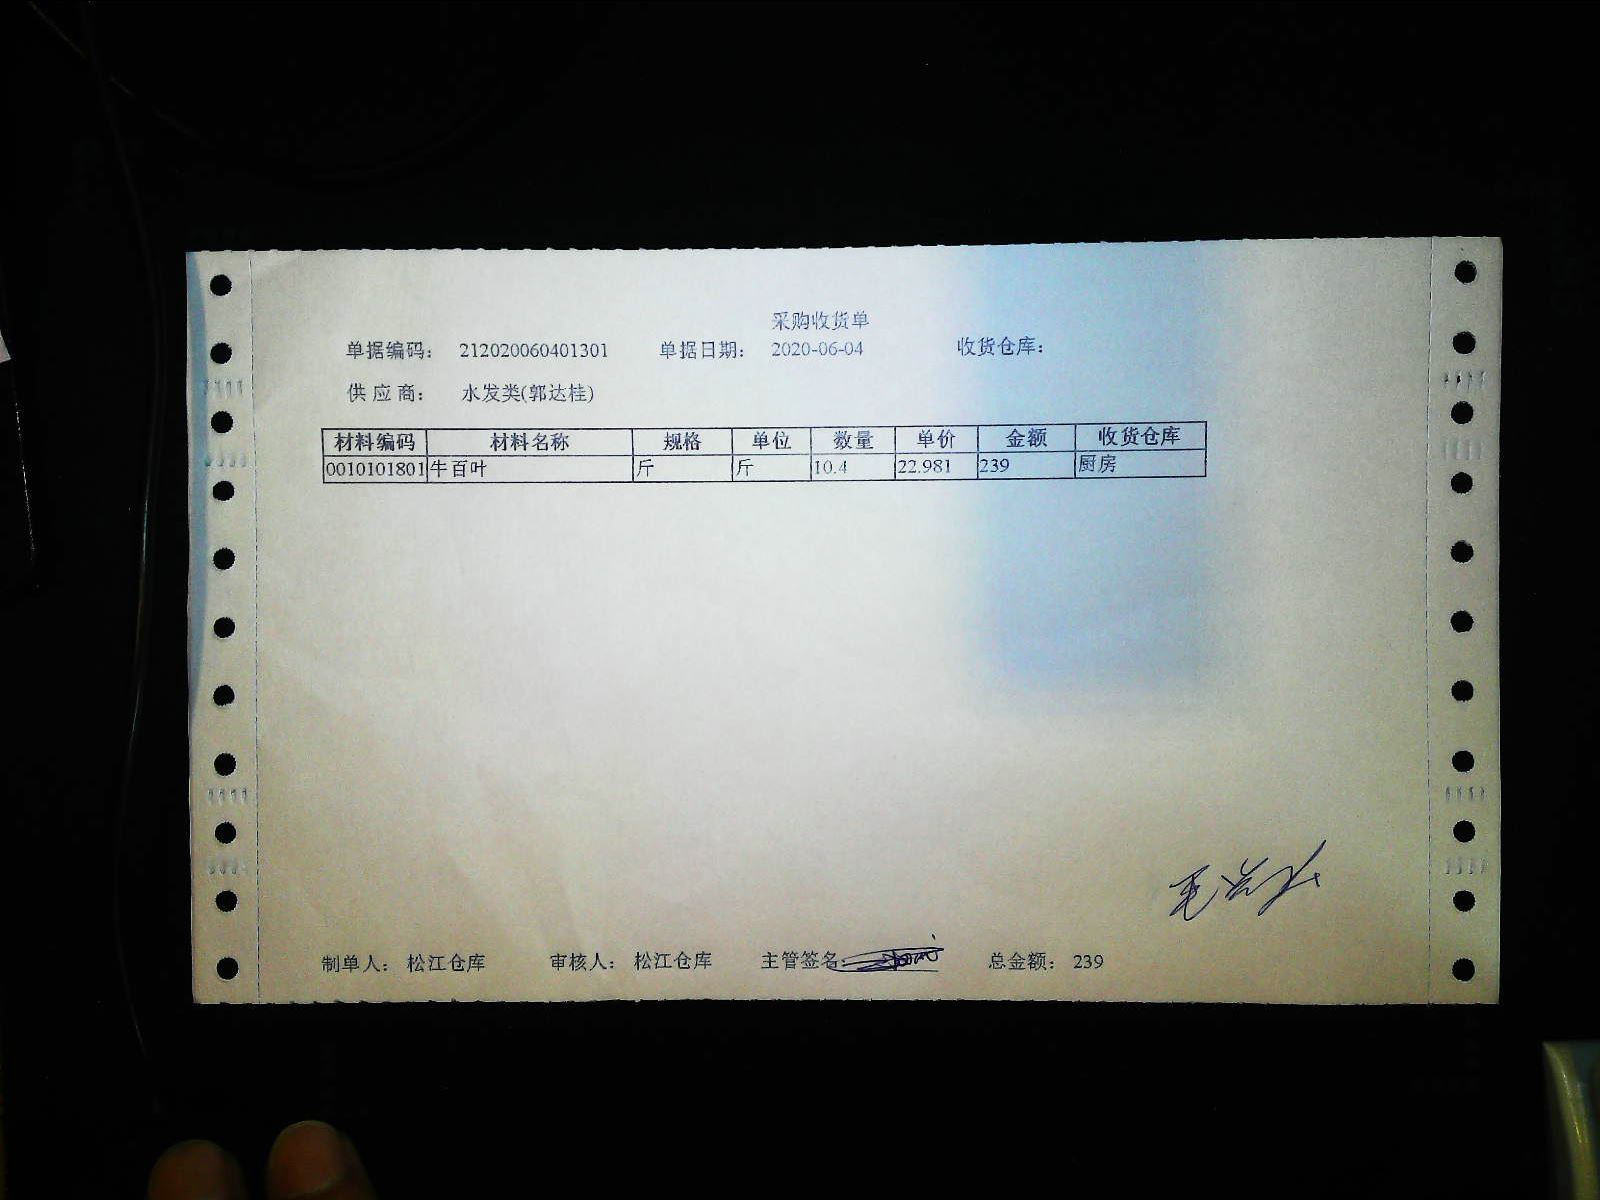 采购收货单
单据编码： 212020060401301 单据日期： 2020-06-04 收货仓库：
供 应 商： 水发类(郭达桂)
材料编码 材料名称 规格 单位 数量 单价 金额 收货仓库
0010101801 牛百叶 斤 斤 10.4 22.981 239 厨房
制单人： 松江仓库 审核人： 松江仓库 主管签名： 总金额： 239